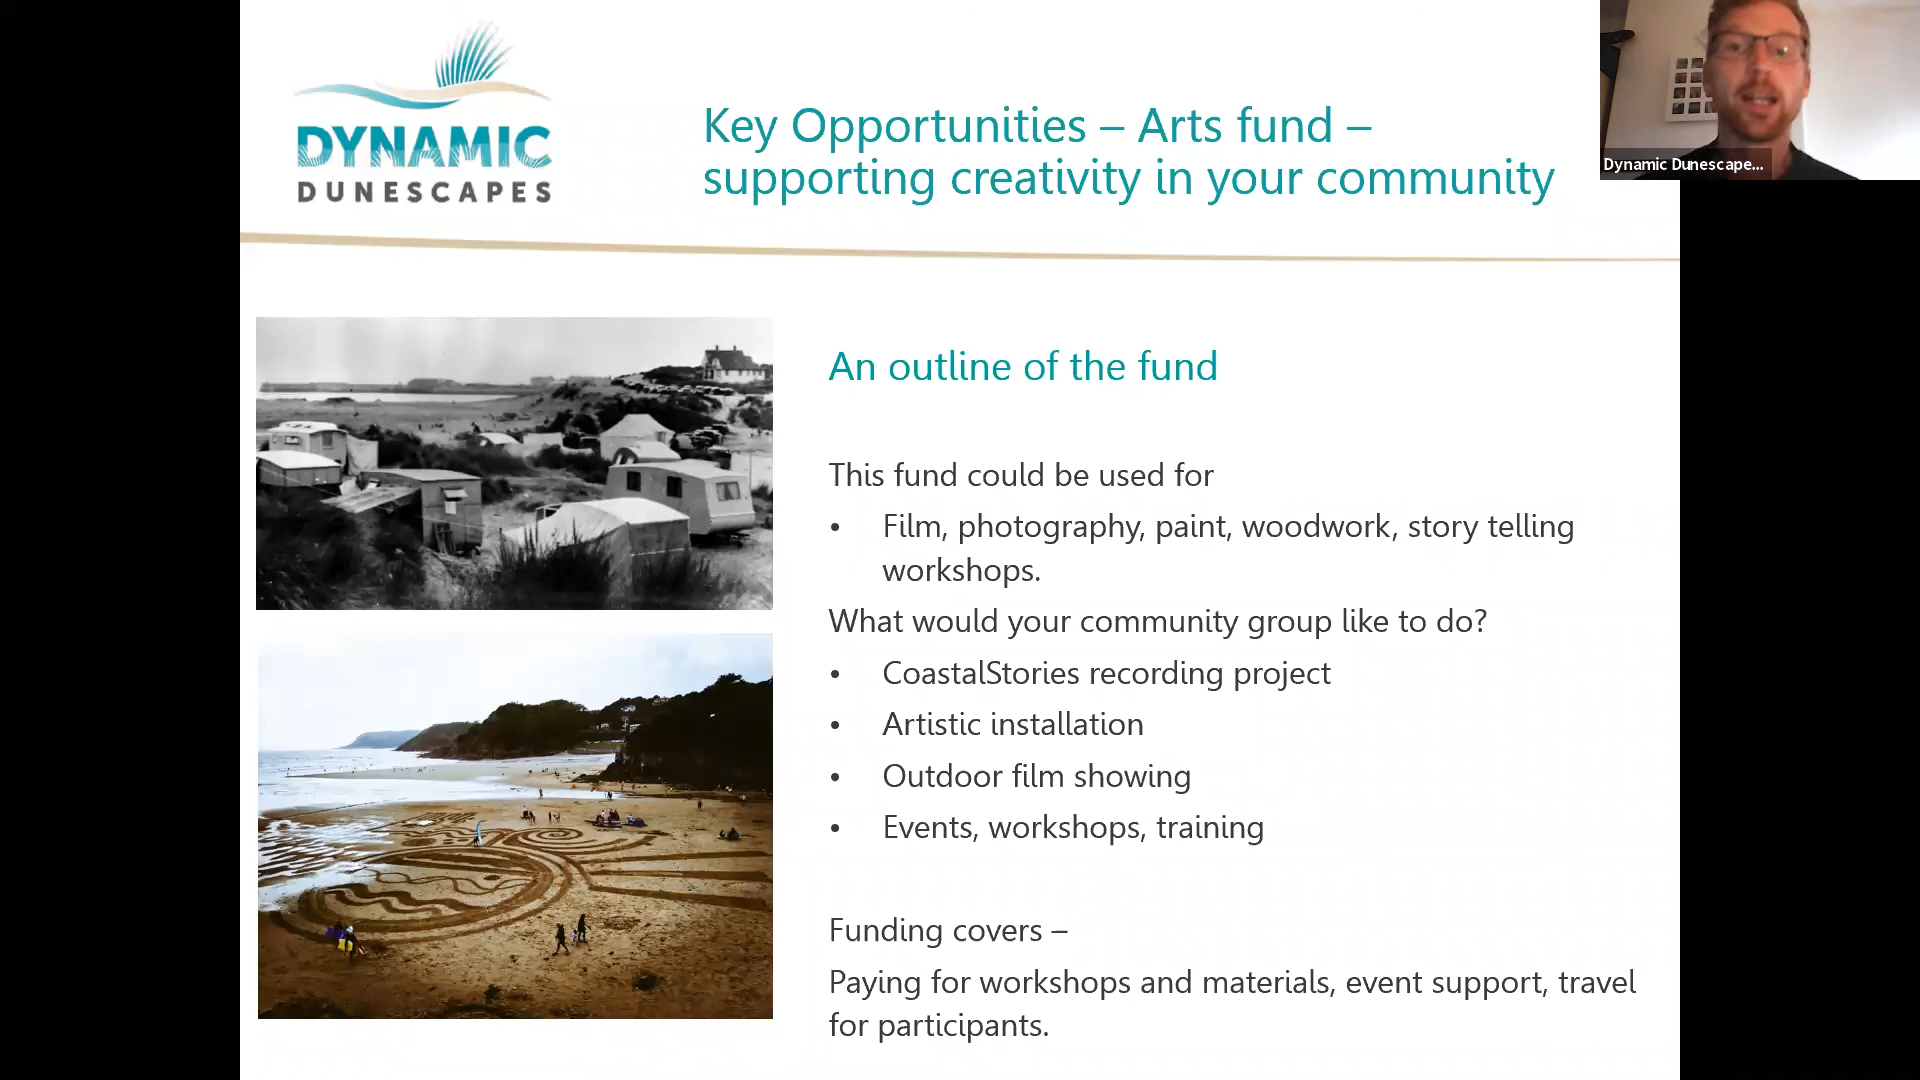 DYNAMIC
DUNESCAPES
Key Opportunities – Arts fund –
supporting creativity in your community
Dynamic Dunescape...
An outline of the fund
This fund could be used for
• Film, photography, paint, woodwork, story telling
workshops.
What would your community group like to do?
• CoastalStories recording project
• Artistic installation
• Outdoor film showing
• Events, workshops, training
Funding covers –
Paying for workshops and materials, event support, travel
for participants.